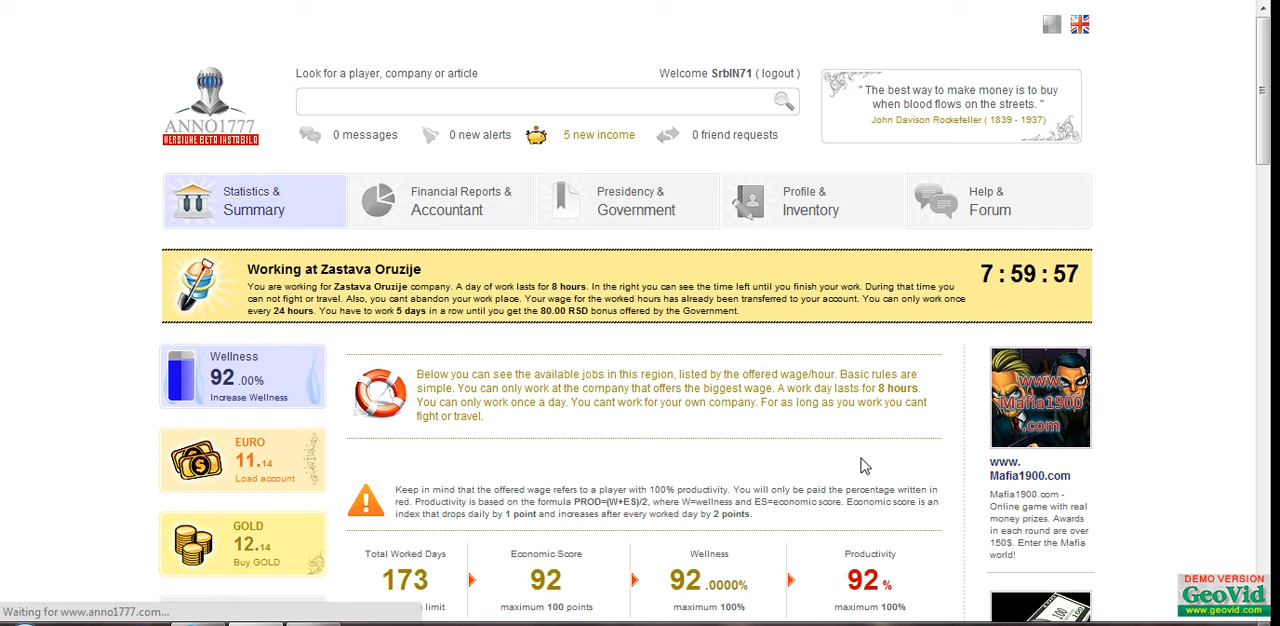 Look for a player, company or article
Welcome SrbIN71 ( logout )
ANNO1777
VERSIUNE BETA INSTABILA
0 messages
0 new alerts
5 new income
0 friend requests
" The best way to make money is to buy
when blood flows on the streets. "
John Davison Rockefeller ( 1839 - 1937)
Statistics &
Summary
Financial Reports &
Accountant
Presidency &
Government
Profile &
Inventory
Help &
Forum
Working at Zastava Oruzije
You are working for Zastava Oruzije company. A day of work lasts for 8 hours. In the right you can see the time left until you finish your work. During that time you
can not fight or travel. Also, you cant abandon your work place. Your wage for the worked hours has already been transferred to your account. You can only work once
every 24 hours. You have to work 5 days in a row until you get the 80.00 RSD bonus offered by the Government.
7:59:57
Wellness
92 .00%
Increase Wellness
EURO
11.14
Load account
GOLD
12.14
Buy GOLD
Below you can see the available jobs in this region, listed by the offered wage/hour. Basic rules are
simple. You can only work at the company that offers the biggest wage. A work day lasts for 8 hours.
You can only work once a day. You cant work for your own company. For as long as you work you cant
fight or travel.
Keep in mind that the offered wage refers to a player with 100% productivity. You will only be paid the percentage written in
red. Productivity is based on the formula PROD=(W+ES)/2, where W=wellness and ES=economic score. Economic score is an
index that drops daily by 1 point and increases after every worked day by 2 points.
Total Worked Days
173
limit
Economic Score
92
maximum 100 points
Wellness
92 .0000%
maximum 100%
Productivity
92 %
maximum 100%
www.
Mafia1900
.com
www.
Mafia1900.com
Mafia1900.com -
Online game with real
money prizes. Awards
in each round are over
150$. Enter the Mafia
world!
Waiting for www.anno1777.com...
DEMO VERSION
GeoVid
www.geovid.com